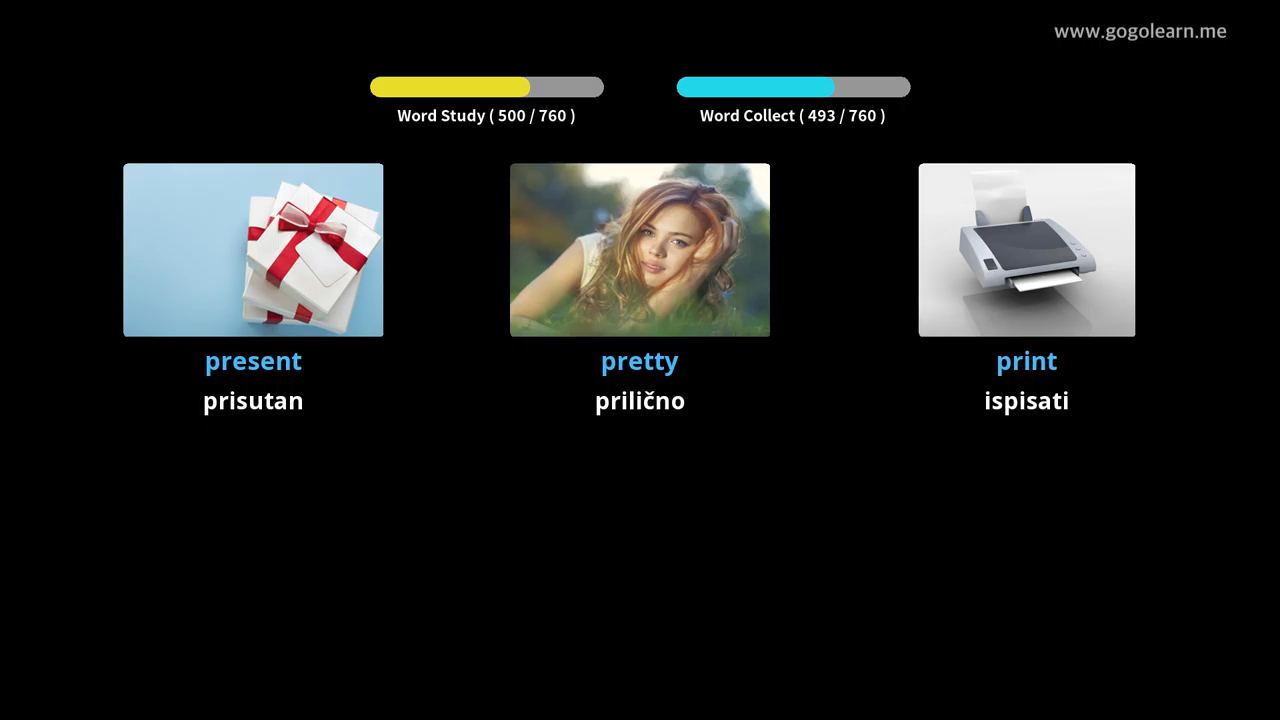 www.gogolearn.me
Word Study ( 500 / 760 )
Word Collect ( 493 / 760 )
present
pretty
print
prisutan
prilično
ispisati